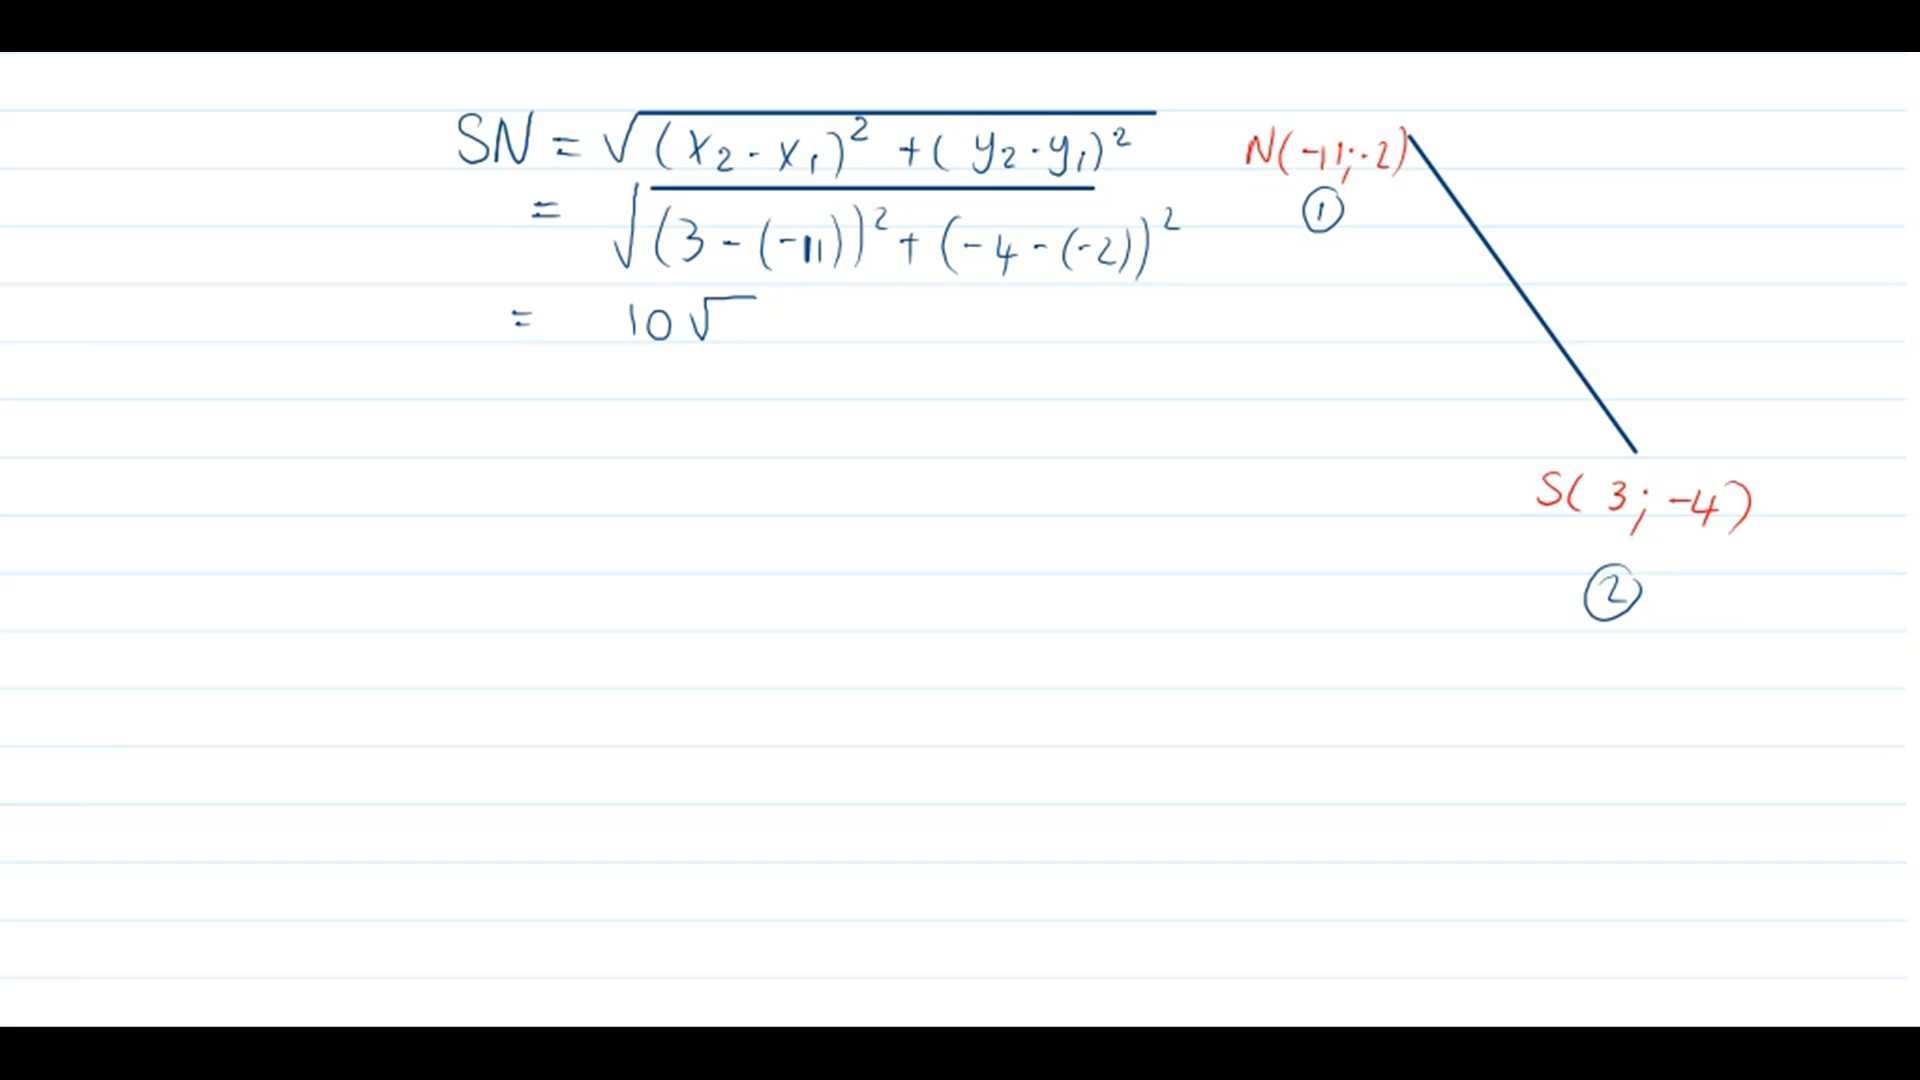 SN = √(x₂ - x₁)² + (y₂ - y₁)²
= √(3 - (-11))² + (-4 - (-2))²
= 10√
N(-11; -2)
①
S(3; -4)
②